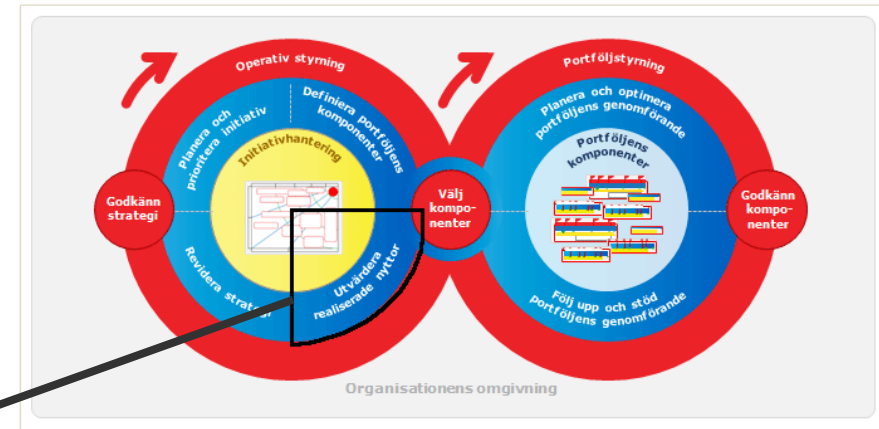 Operativ styrning
Planera och
prioritera initiativ
Definiera portföljens
komponenter
Initiativhantering
Godkänn
strategi
Revidera strategi
Utvärdera
realiserade nyttor
Välj
kompo-
nenter
Portföljstyrning
Planera och optimera
portföljens genomförande
Portföljens
komponenter
Godkänn
kompo-
nenter
Följ upp och stöd
portföljens genomförande
Organisationens omgivning